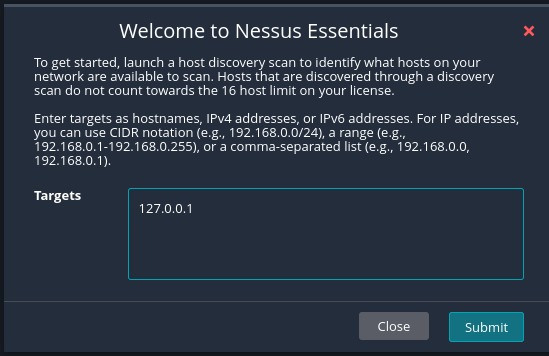 Welcome to Nessus Essentials
To get started, launch a host discovery scan to identify what hosts on your
network are available to scan. Hosts that are discovered through a discovery
scan do not count towards the 16 host limit on your license.
Enter targets as hostnames, IPv4 addresses, or IPv6 addresses. For IP addresses,
you can use CIDR notation (e.g., 192.168.0.0/24), a range (e.g.,
192.168.0.1-192.168.0.255), or a comma-separated list (e.g., 192.168.0.0,
192.168.0.1).
Targets
127.0.0.1
Close
Submit